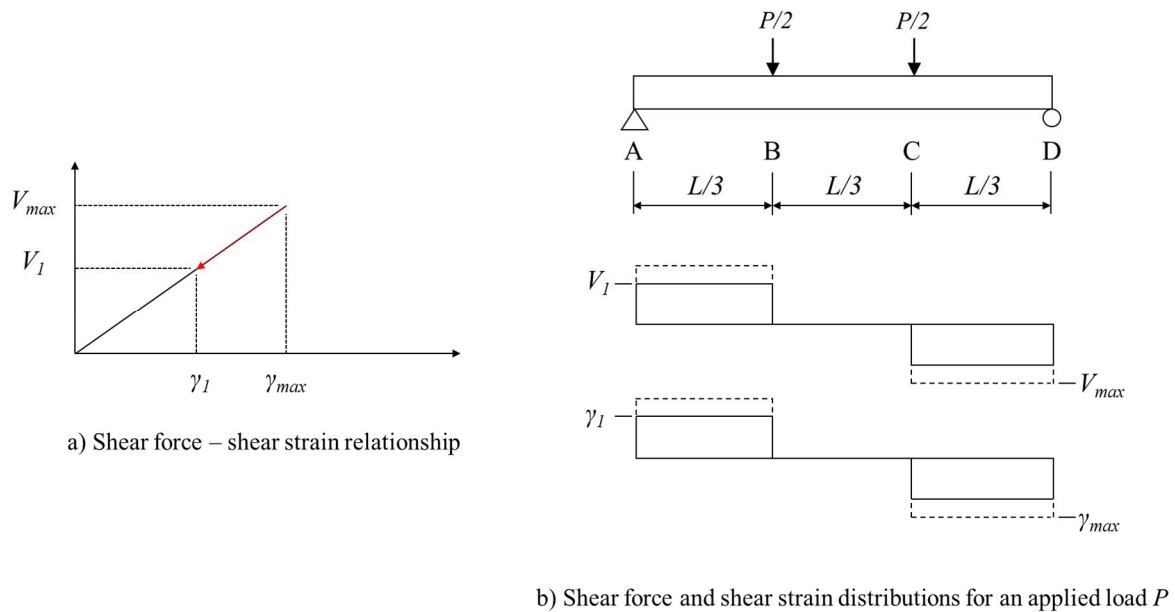 V_max
V_1
γ_1
γ_max
a) Shear force – shear strain relationship
P/2 P/2
A B C D
L/3 L/3 L/3
V_1
V_max
γ_1
γ_max
b) Shear force and shear strain distributions for an applied load P